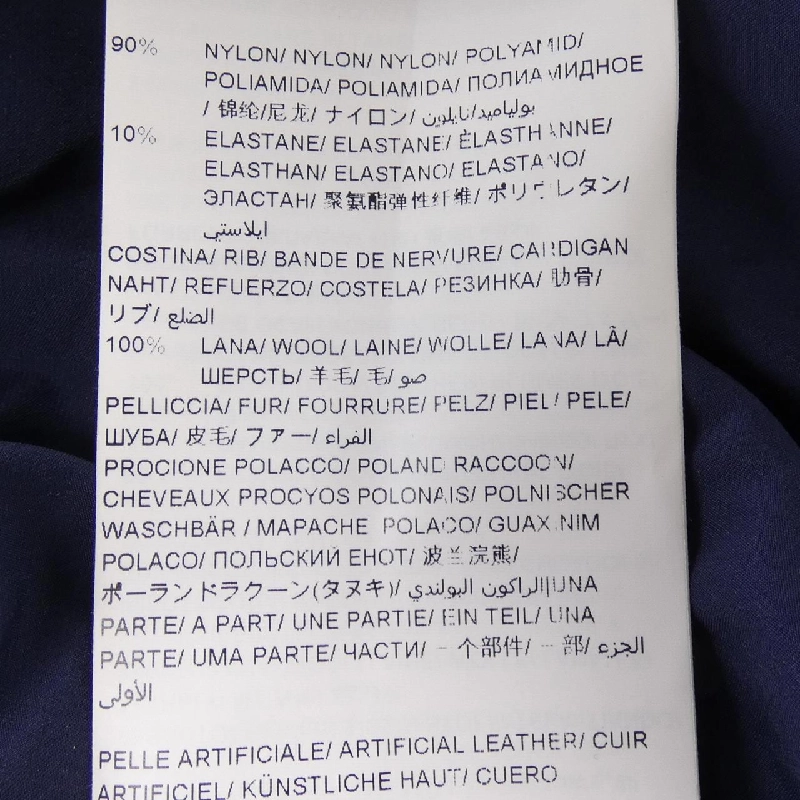 90% NYLON/ NYLON/ NYLON/ POLYAMID/
POLIAMIDA/ POLIAMIDA/ ПОЛИАМИДНОЕ
/ 锦纶/尼龙/ ナイロン/ بولياميد/نايلون
10% ELASTANE/ ELASTANE/ ÉLASTHANNE/
ELASTHAN/ ELASTANO/ ELASTANO/
ЭЛАСТАН/ 聚氨酯弹性纤维/ ポリウレタン/
ايلاستي
COSTINA/ RIB/ BANDE DE NERVURE/ CARDIGAN
NAHT/ REFUERZO/ COSTELA/ РЕЗИНКА/ 肋骨/
リブ/ الضلع
100% LANA/ WOOL/ LAINE/ WOLLE/ LANA/ LÃ/
ШЕРСТЬ/ 羊毛/ 毛/ صو
PELLICCIA/ FUR/ FOURRURE/ PELZ/ PIEL/ PELE/
ШУБА/ 皮毛/ ファー/ الفراء
PROCIONE POLACCO/ POLAND RACCOON/
CHEVEAUX PROCYOS POLONAIS/ POLNISCHER
WASCHBÄR / MAPACHE POLACO/ GUAXINIM
POLACO/ ПОЛЬСКИЙ ЕНОТ/ 波兰浣熊/
ポーランドラクーン(タヌキ)/ الراكون البولندي|UNA
PARTE/ A PART/ UNE PARTIE/ EIN TEIL/ UNA
PARTE/ UMA PARTE/ ЧАСТИ/ 一个部件/ 一部/ الجزء
الأولى
PELLE ARTIFICIALE/ ARTIFICIAL LEATHER/ CUIR
ARTIFICIEL/ KÜNSTLICHE HAUT/ CUERO